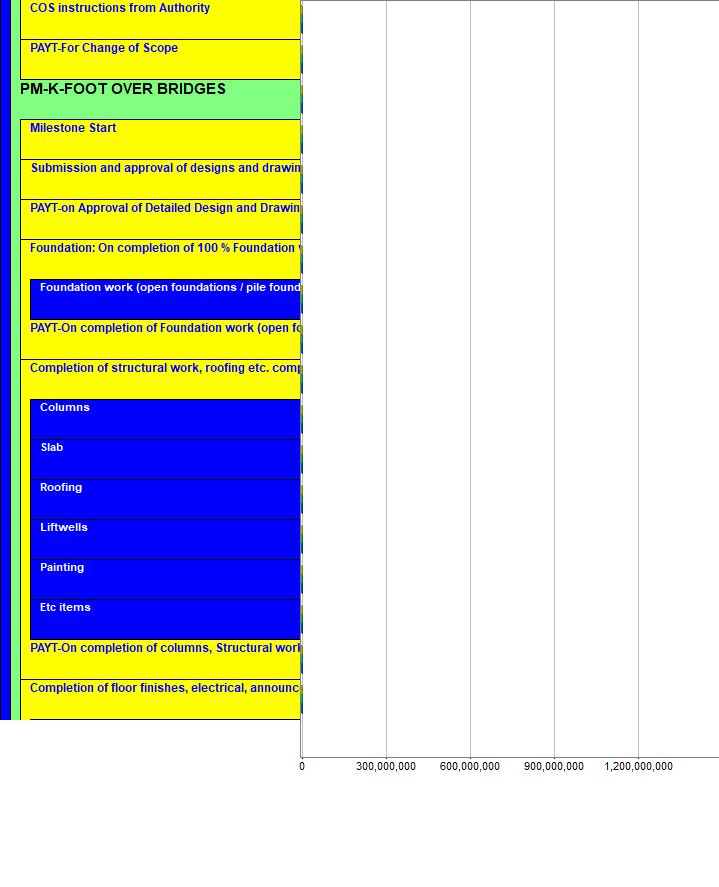 COS instructions from Authority
PAYT-For Change of Scope
PM-K-FOOT OVER BRIDGES
Milestone Start
Submission and approval of designs and drawin
PAYT-on Approval of Detailed Design and Drawin
Foundation: On completion of 100 % Foundation
Foundation work (open foundations / pile found
PAYT-On completion of Foundation work (open fo
Completion of structural work, roofing etc. comp
Columns
Slab
Roofing
Liftwells
Painting
Etc items
PAYT-On completion of columns, Structural work
Completion of floor finishes, electrical, announc
0 300,000,000 600,000,000 900,000,000 1,200,000,000